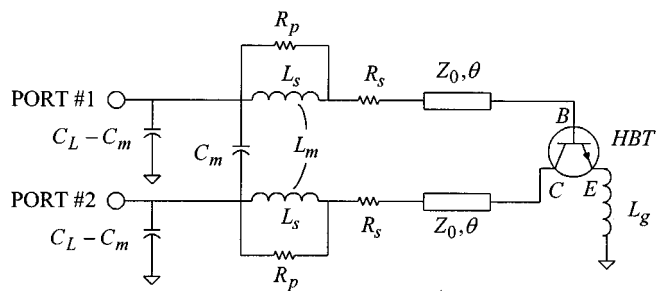 R_p
L_s
R_s
Z_0, θ
PORT #1
C_L – C_m
C_m
L_m
B
HBT
C
E
L_g
PORT #2
L_s
R_s
Z_0, θ
C_L – C_m
R_p